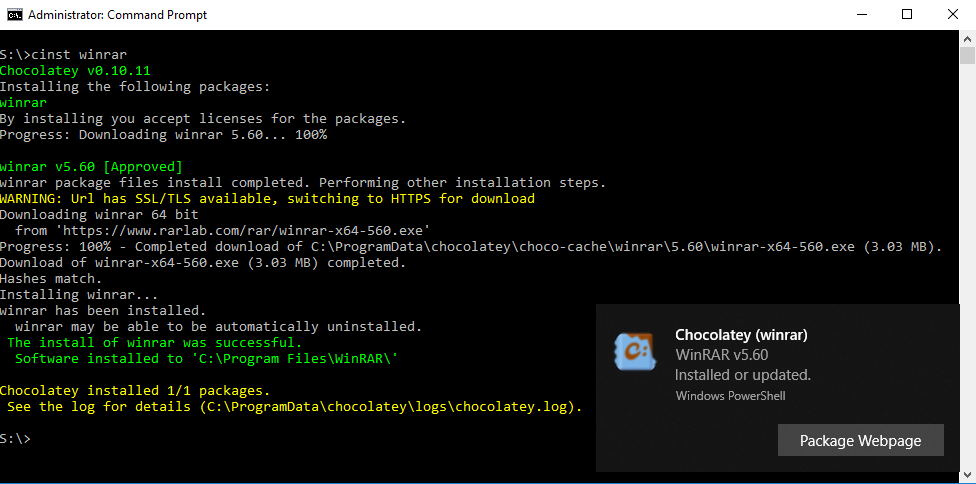 Administrator: Command Prompt
S:\>cinst winrar
Chocolatey v0.10.11
Installing the following packages:
winrar
By installing you accept licenses for the packages.
Progress: Downloading winrar 5.60... 100%
winrar v5.60 [Approved]
winrar package files install completed. Performing other installation steps.
WARNING: Url has SSL/TLS available, switching to HTTPS for download
Downloading winrar 64 bit
  from 'https://www.rarlab.com/rar/winrar-x64-560.exe'
Progress: 100% - Completed download of C:\ProgramData\chocolatey\choco-cache\winrar\5.60\winrar-x64-560.exe (3.03 MB).
Download of winrar-x64-560.exe (3.03 MB) completed.
Hashes match.
Installing winrar...
winrar has been installed.
  winrar may be able to be automatically uninstalled.
 The install of winrar was successful.
  Software installed to 'C:\Program Files\WinRAR\'
Chocolatey installed 1/1 packages.
 See the log for details (C:\ProgramData\chocolatey\logs\chocolatey.log).
S:\>
Chocolatey (winrar)
WinRAR v5.60
Installed or updated.
Windows PowerShell
Package Webpage